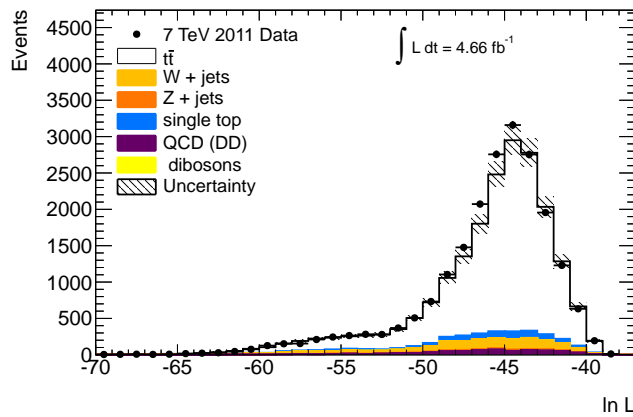 Events
4500
4000
3500
3000
2500
2000
1500
1000
500
0
7 TeV 2011 Data
tt̄
W + jets
Z + jets
single top
QCD (DD)
dibosons
Uncertainty
∫ L dt = 4.66 fb⁻¹
-70 -65 -60 -55 -50 -45 -40
ln L